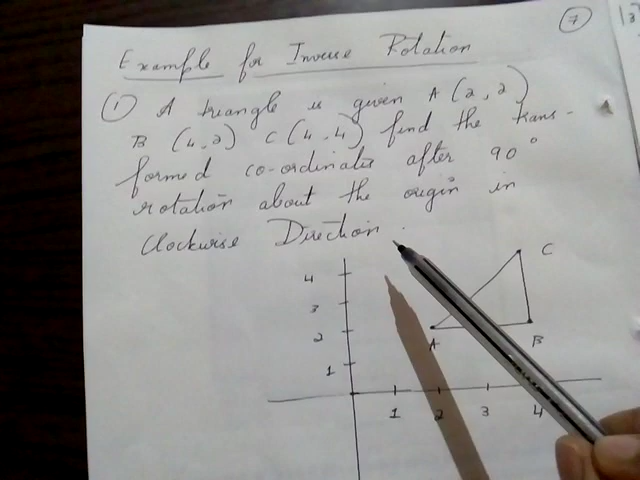 7
Example for Inverse Rotation
1 A triangle is given A (2,2)
B (4,2) C (4,4) find the trans-
formed co-ordinates after 90°
rotation about the origin in
Clockwise Direction.
C
4
3
2
A
B
1
1 2 3 4